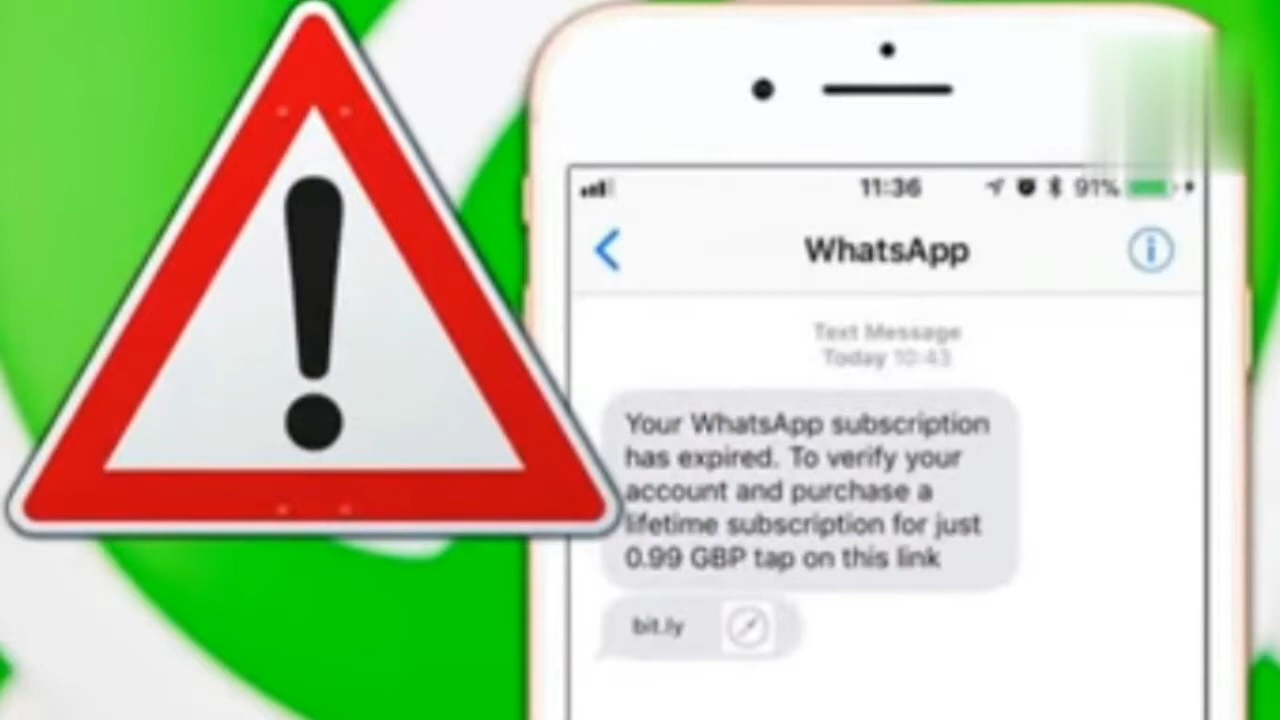 11:36
91%
WhatsApp
Text Message
Today 10:43
Your WhatsApp subscription
has expired. To verify your
account and purchase a
lifetime subscription for just
0.99 GBP tap on this link
bit.ly